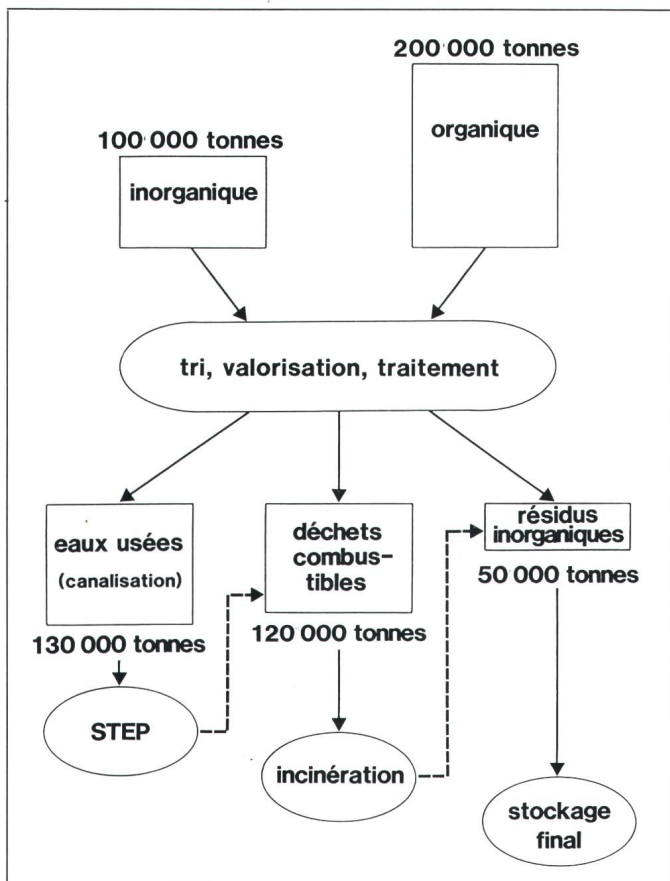 200 000 tonnes
organique
100 000 tonnes
inorganique
tri, valorisation, traitement
eaux usées
(canalisation)
130 000 tonnes
déchets
combus-
tibles
120 000 tonnes
résidus
inorganiques
50 000 tonnes
STEP
incinération
stockage
final